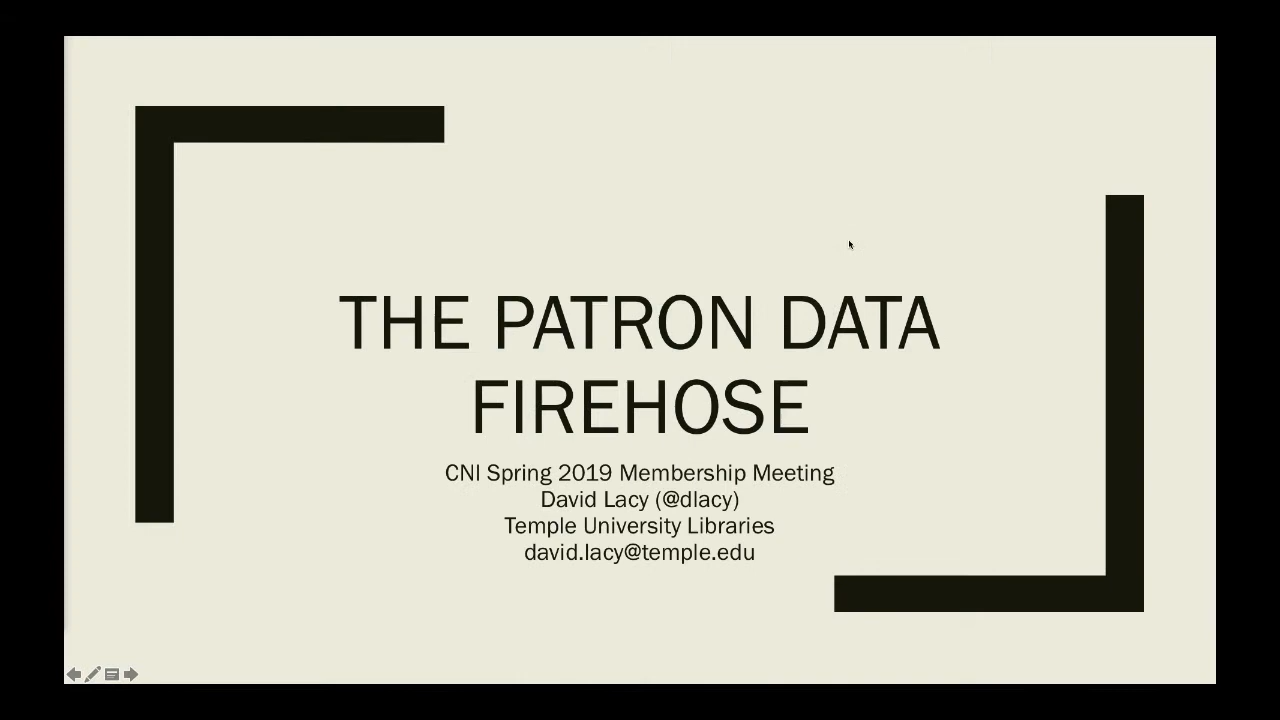 THE PATRON DATA
FIREHOSE
CNI Spring 2019 Membership Meeting
David Lacy (@dlacy)
Temple University Libraries
david.lacy@temple.edu